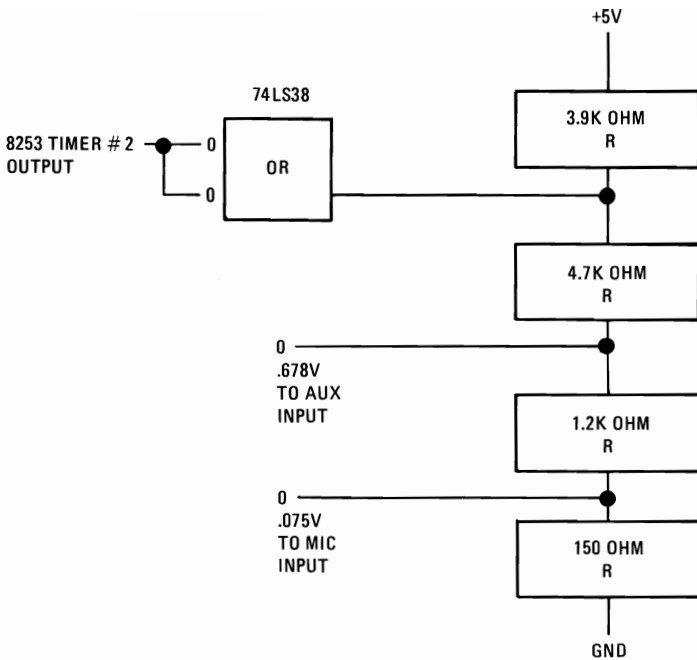 +5V
74LS38
3.9K OHM
R
8253 TIMER #2
OUTPUT
0
OR
0
4.7K OHM
R
0
.678V
TO AUX
INPUT
1.2K OHM
R
0
.075V
TO MIC
INPUT
150 OHM
R
GND